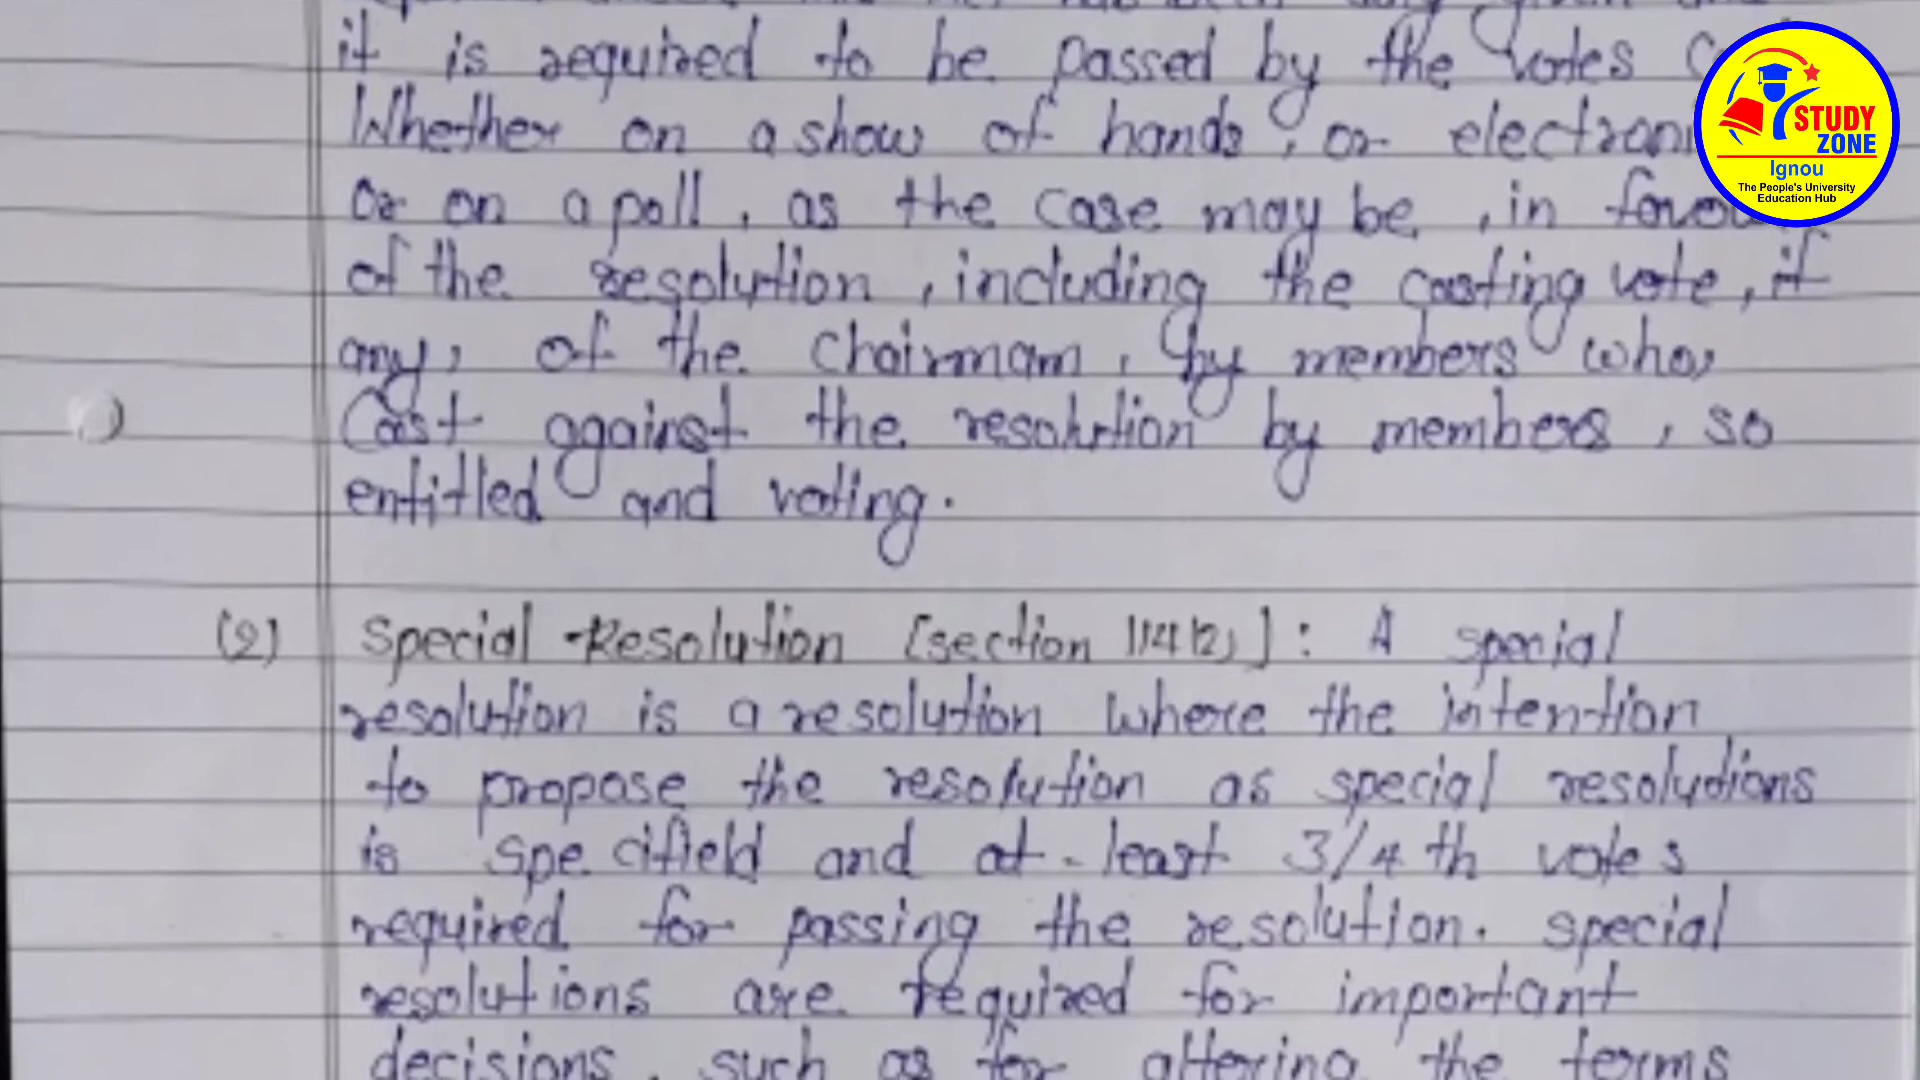 it is required to be passed by the votes
Whether on a show of hands, or
or on a poll, as the case may be, in
of the resolution, including the casting vote, if
any, of the Chairmam, by members who,
Cast against the resolution by members, so
entitled and voting.
(2) Special Resolution [section 114(2)] : A special
resolution is a resolution where the intention
to propose the resolution as special resolutions
is specifield and at-least 3/4 th votes
required for passing the resolution. special
resolutions are required for important
decisions, such as for altering the terms
STUDY
ZONE
Ignou
The People's University
Education Hub